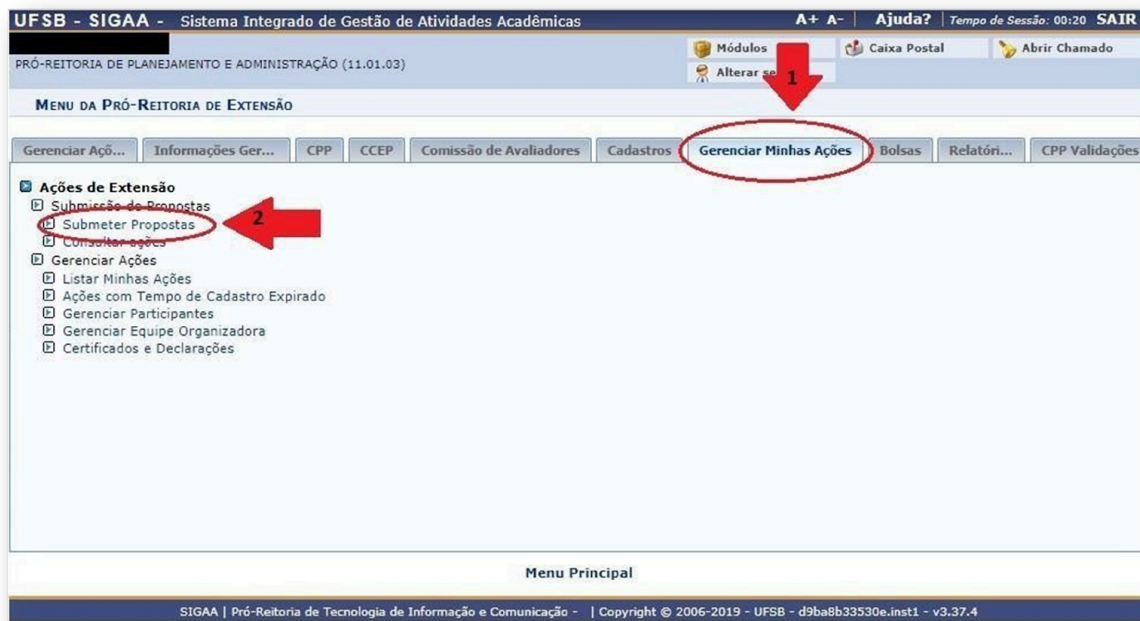 UFSB - SIGAA - Sistema Integrado de Gestão de Atividades Acadêmicas A+ A- | Ajuda? | Tempo de Sessão: 00:20 SAIR
PRÓ-REITORIA DE PLANEJAMENTO E ADMINISTRAÇÃO (11.01.03)
Módulos Caixa Postal Abrir Chamado
Alterar
1
MENU DA PRÓ-REITORIA DE EXTENSÃO
Gerenciar Açõ... Informações Ger... CPP CCEP Comissão de Avaliadores Cadastros Gerenciar Minhas Ações Bolsas Relatóri... CPP Validações
Ações de Extensão
Submissão de Propostas
Submeter Propostas
2
Consultar ações
Gerenciar Ações
Listar Minhas Ações
Ações com Tempo de Cadastro Expirado
Gerenciar Participantes
Gerenciar Equipe Organizadora
Certificados e Declarações
Menu Principal
SIGAA | Pró-Reitoria de Tecnologia de Informação e Comunicação - | Copyright © 2006-2019 - UFSB - d9ba8b33530e.inst1 - v3.37.4